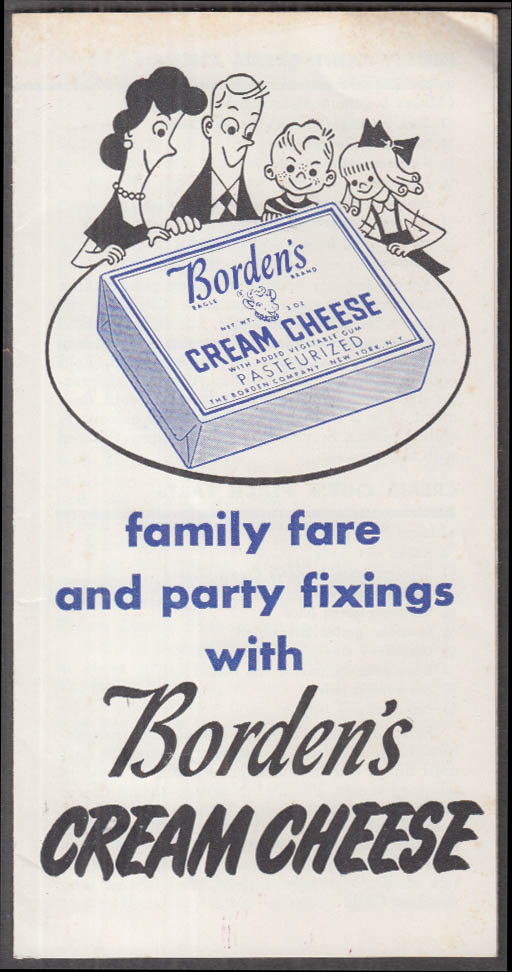 Borden's
EAGLE BRAND
NET WT. 3 OZ
CREAM CHEESE
WITH ADDED VEGETABLE GUM
PASTEURIZED
THE BORDEN COMPANY NEW YORK, N.Y.
family fare
and party fixings
with
Borden's
CREAM CHEESE